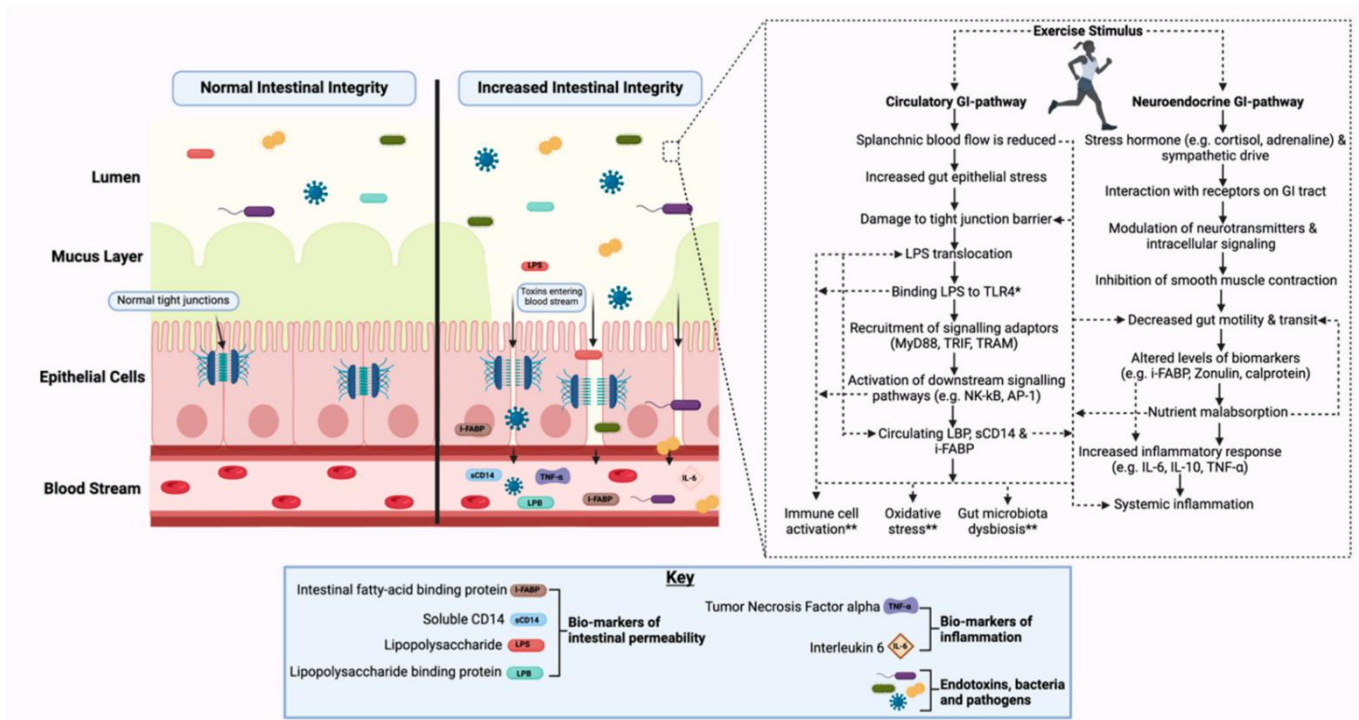 Normal Intestinal Integrity
Increased Intestinal Integrity
Lumen
Mucus Layer
Epithelial Cells
Blood Stream
Normal tight junctions
LPS
Toxins entering
blood stream
I-FABP
sCD14
TNF-α
LPB
I-FABP
IL-6
Exercise Stimulus
Circulatory GI-pathway
Splanchnic blood flow is reduced
Increased gut epithelial stress
Damage to tight junction barrier
LPS translocation
Binding LPS to TLR4*
Recruitment of signalling adaptors
(MyD88, TRIF, TRAM)
Activation of downstream signalling
pathways (e.g. NK-kB, AP-1)
Circulating LBP, sCD14 &
i-FABP
Immune cell
activation**
Oxidative
stress**
Gut microbiota
dysbiosis**
Neuroendocrine GI-pathway
Stress hormone (e.g. cortisol, adrenaline) &
sympathetic drive
Interaction with receptors on GI tract
Modulation of neurotransmitters &
intracellular signaling
Inhibition of smooth muscle contraction
Decreased gut motility & transit
Altered levels of biomarkers
(e.g. i-FABP, Zonulin, calprotein)
Nutrient malabsorption
Increased inflammatory response
(e.g. IL-6, IL-10, TNF-α)
Systemic inflammation
Key
Intestinal fatty-acid binding protein I-FABP
Soluble CD14 sCD14
Lipopolysaccharide LPS
Lipopolysaccharide binding protein LPB
Bio-markers of
intestinal permeability
Tumor Necrosis Factor alpha TNF-α
Interleukin 6 IL-6
Bio-markers of
inflammation
Endotoxins, bacteria
and pathogens